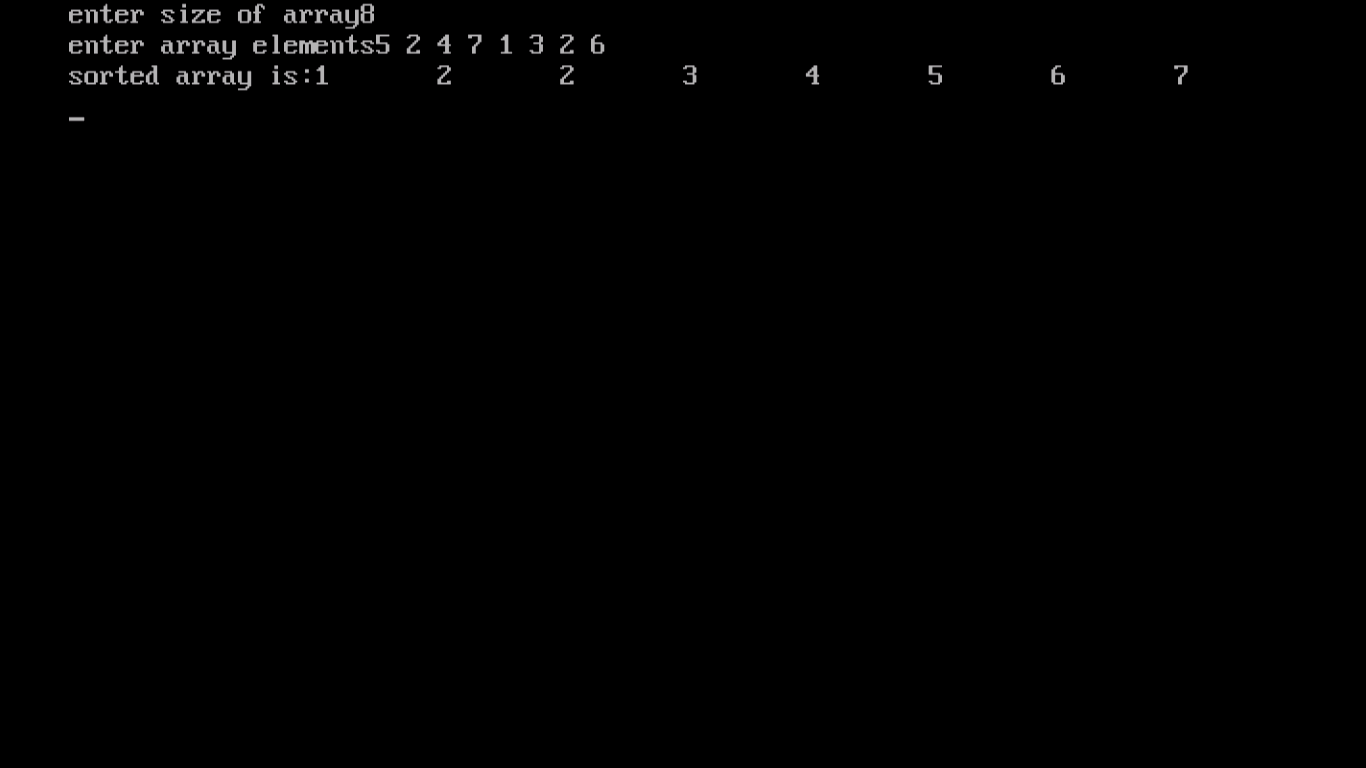 enter size of array8
enter array elements5 2 4 7 1 3 2 6
sorted array is:1 2 2 3 4 5 6 7
_